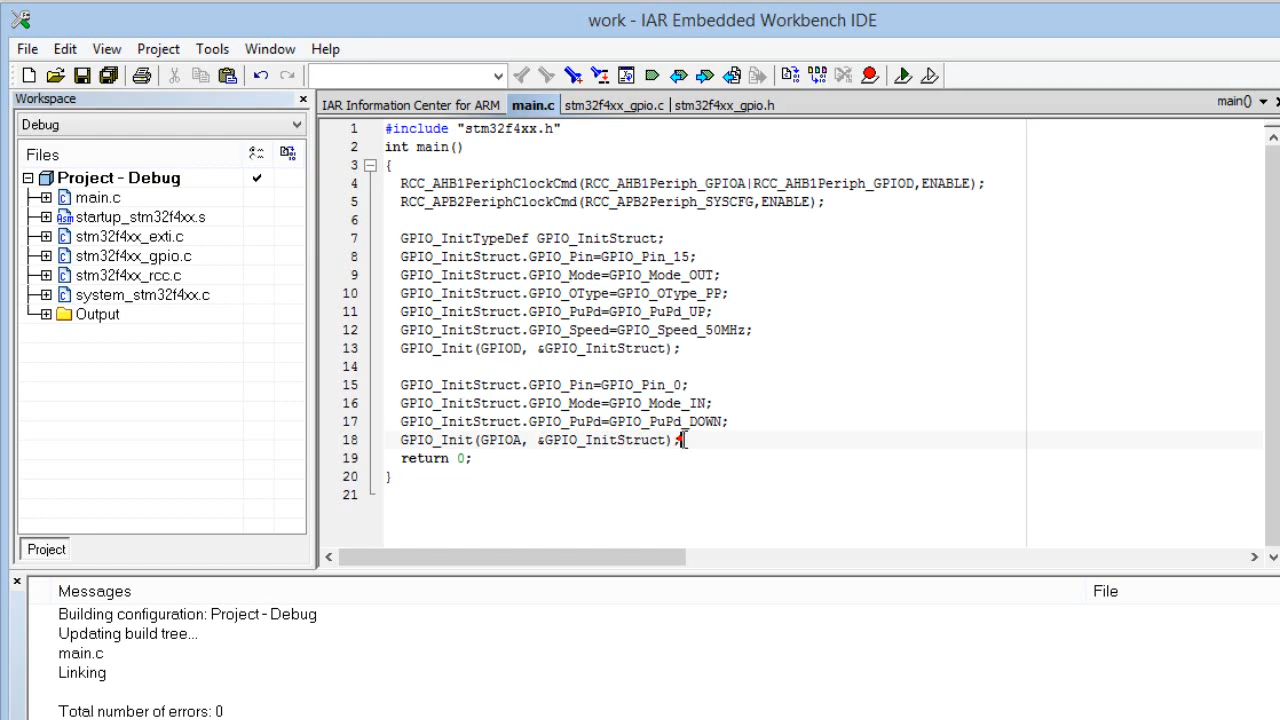 work - IAR Embedded Workbench IDE
File Edit View Project Tools Window Help
Workspace
Debug
Files
Project - Debug
main.c
startup_stm32f4xx.s
stm32f4xx_exti.c
stm32f4xx_gpio.c
stm32f4xx_rcc.c
system_stm32f4xx.c
Output
Project
IAR Information Center for ARM main.c stm32f4xx_gpio.c stm32f4xx_gpio.h main()
1 #include "stm32f4xx.h"
2 int main()
3 {
4 RCC_AHB1PeriphClockCmd(RCC_AHB1Periph_GPIOA|RCC_AHB1Periph_GPIOD,ENABLE);
5 RCC_APB2PeriphClockCmd(RCC_APB2Periph_SYSCFG,ENABLE);
6
7 GPIO_InitTypeDef GPIO_InitStruct;
8 GPIO_InitStruct.GPIO_Pin=GPIO_Pin_15;
9 GPIO_InitStruct.GPIO_Mode=GPIO_Mode_OUT;
10 GPIO_InitStruct.GPIO_OType=GPIO_OType_PP;
11 GPIO_InitStruct.GPIO_PuPd=GPIO_PuPd_UP;
12 GPIO_InitStruct.GPIO_Speed=GPIO_Speed_50MHz;
13 GPIO_Init(GPIOD, &GPIO_InitStruct);
14
15 GPIO_InitStruct.GPIO_Pin=GPIO_Pin_0;
16 GPIO_InitStruct.GPIO_Mode=GPIO_Mode_IN;
17 GPIO_InitStruct.GPIO_PuPd=GPIO_PuPd_DOWN;
18 GPIO_Init(GPIOA, &GPIO_InitStruct);
19 return 0;
20 }
21
Messages File
Building configuration: Project - Debug
Updating build tree...
main.c
Linking
Total number of errors: 0